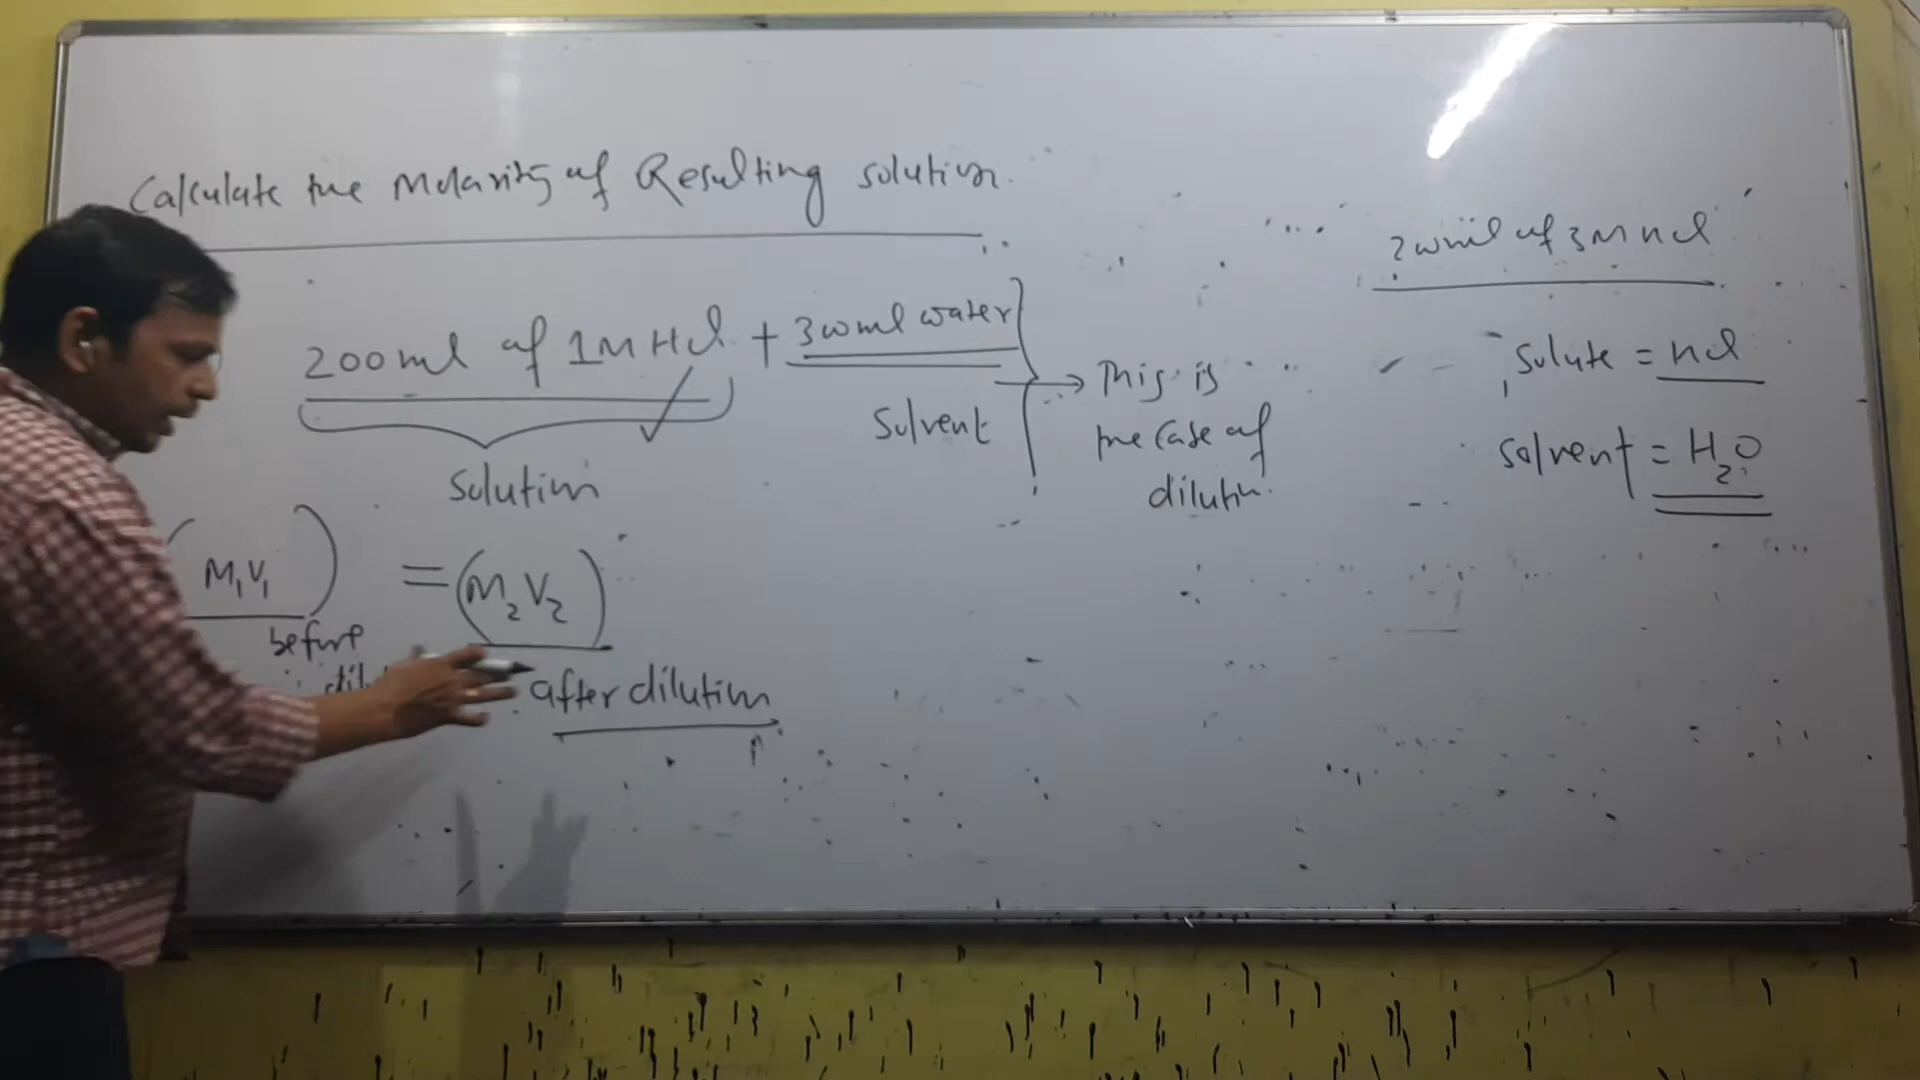 Calculate the Molarity of Resulting solution.
200ml of 1M HCl + 300ml water
Solvent
solution
This is
the case of
dilution.
(M₁V₁) = (M₂V₂)
before
dil
after dilution
200ml of 3M HCl
Solute = HCl
solvent = H₂O